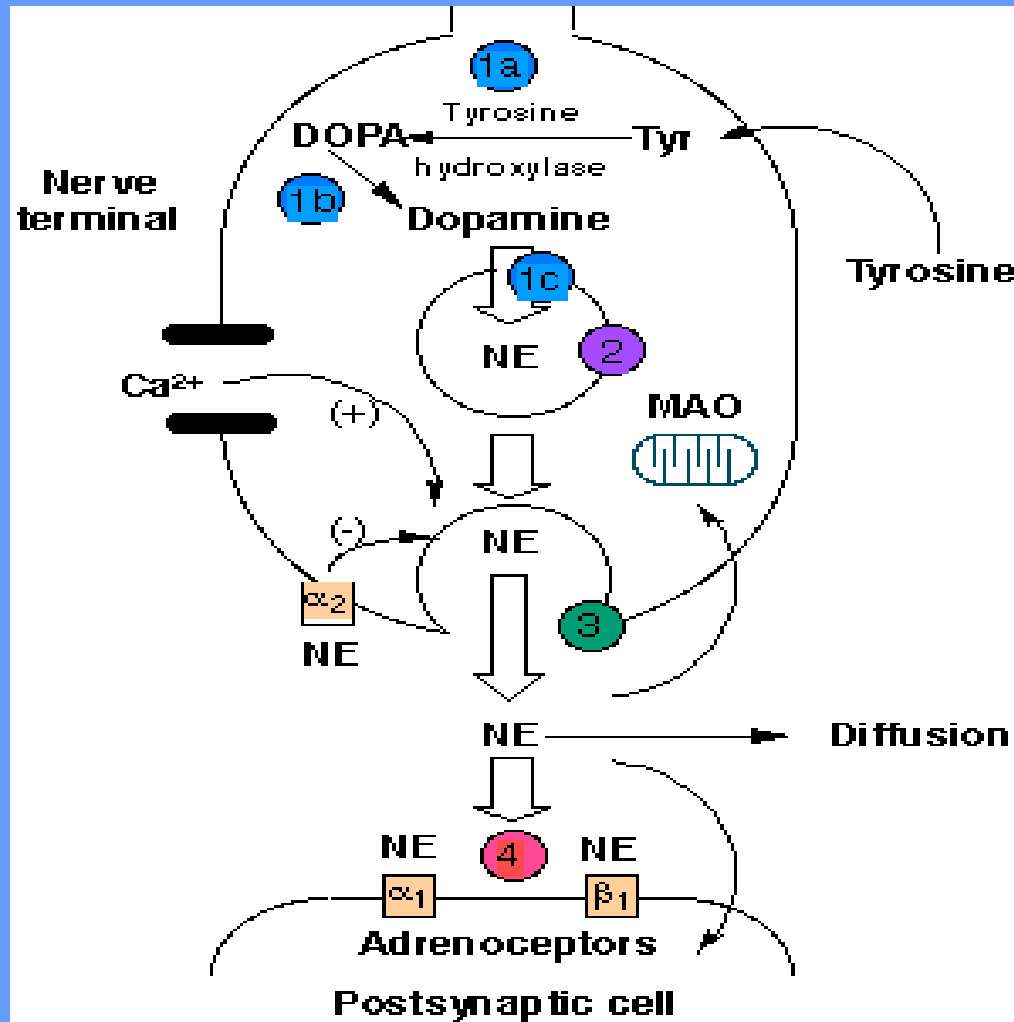 1a
Tyrosine
DOPA
Tyr
hydroxylase
Nerve
terminal
1b
Dopamine
Tyrosine
1c
NE
2
Ca²⁺
(+)
MAO
(-)
NE
α₂
3
NE
NE
Diffusion
NE
4
NE
α₁
β₁
Adrenoceptors
Postsynaptic cell